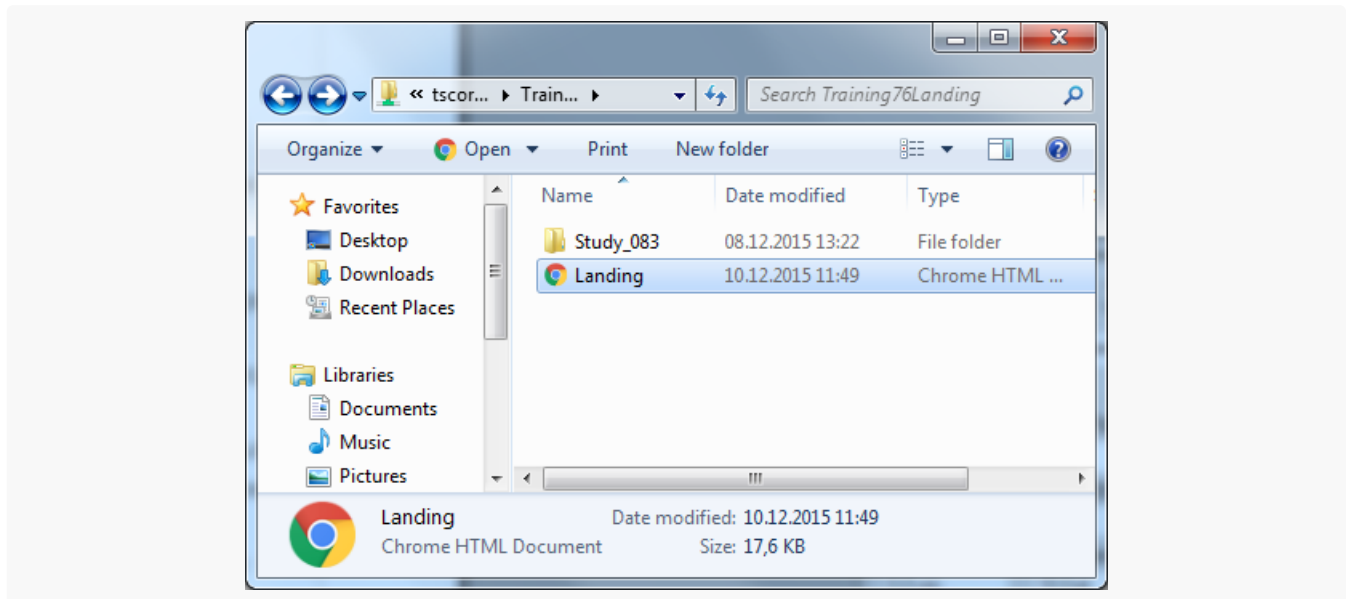 « tscor... Train... Search Training76Landing
Organize Open Print New folder
Name Date modified Type
Favorites
Desktop
Downloads
Recent Places
Libraries
Documents
Music
Pictures
Study_083 08.12.2015 13:22 File folder
Landing 10.12.2015 11:49 Chrome HTML ...
Landing Date modified: 10.12.2015 11:49
Chrome HTML Document Size: 17,6 KB